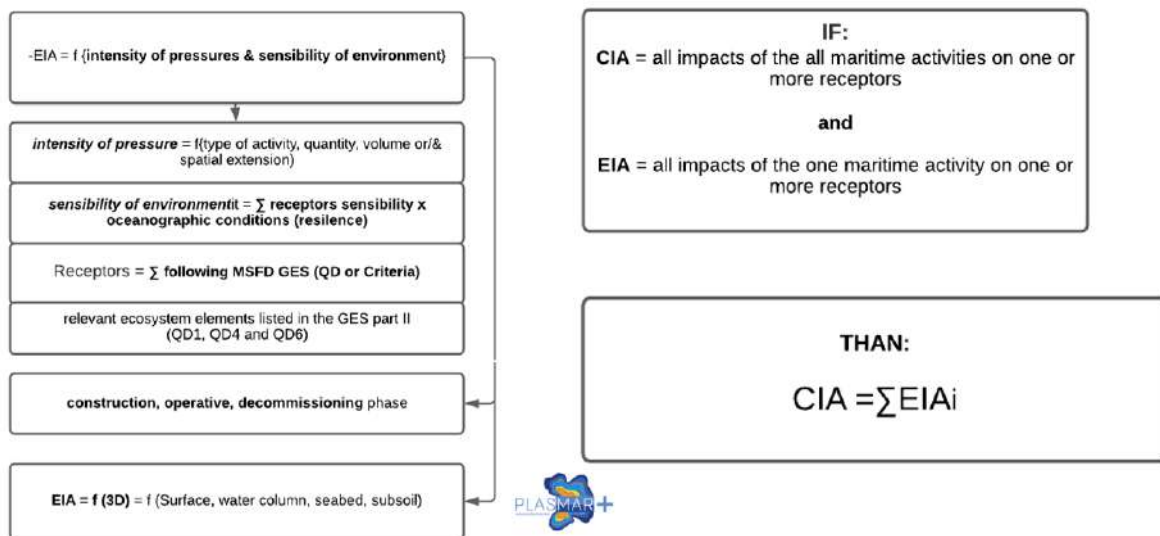 -EIA = f {intensity of pressures & sensibility of environment}
intensity of pressure = f{type of activity, quantity, volume or/&
spatial extension)
sensibility of environmentit = ∑ receptors sensibility x
oceanographic conditions (resilence)
Receptors = ∑ following MSFD GES (QD or Criteria)
relevant ecosystem elements listed in the GES part II
(QD1, QD4 and QD6)
construction, operative, decommissioning phase
EIA = f (3D) = f (Surface, water column, seabed, subsoil)
IF:
CIA = all impacts of the all maritime activities on one or
more receptors
and
EIA = all impacts of the one maritime activity on one or
more receptors
THAN:
CIA =∑EIAi
PLASMAR+